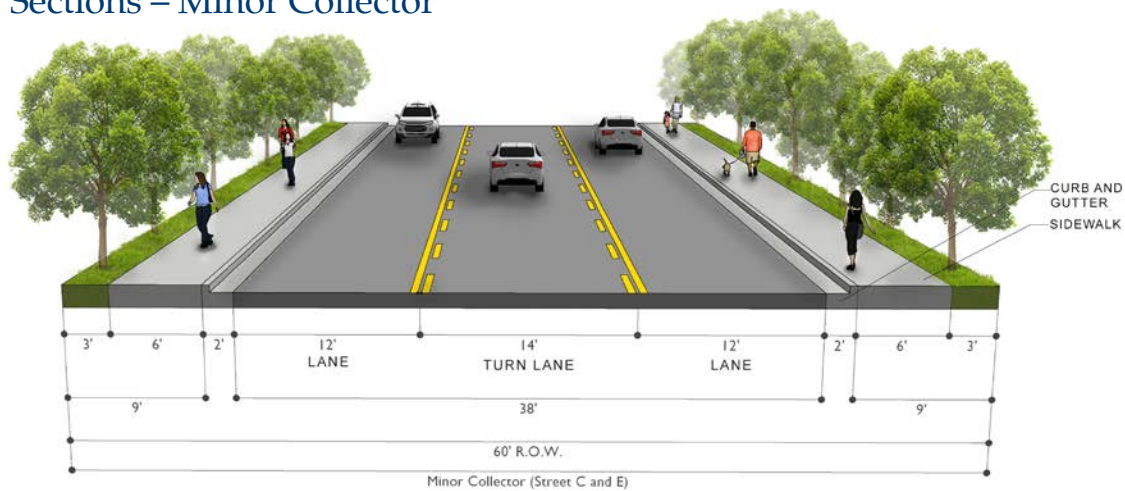 Sections – Minor Collector
CURB AND
GUTTER
SIDEWALK
3' 6' 2' 12' 14' 12' 2' 6' 3'
LANE TURN LANE LANE
9' 38' 9'
60' R.O.W.
Minor Collector (Street C and E)